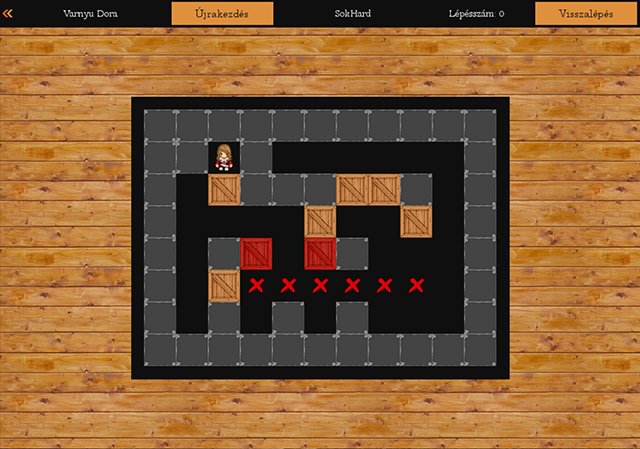 Varnyu Dora
Újrakezdés
SokHard
Lépésszám: 0
Visszalépés